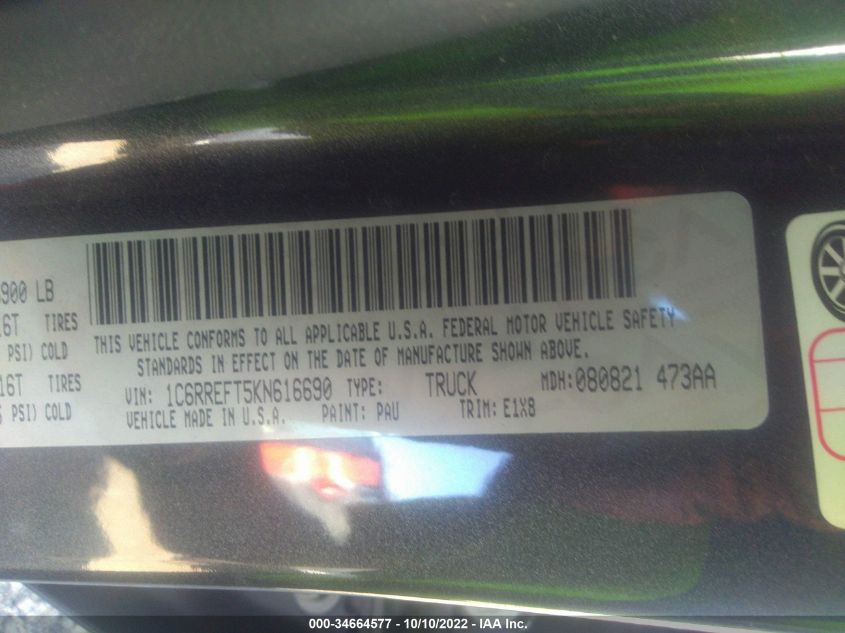 900 LB
16T TIRES
PSI) COLD
16T TIRES
PSI) COLD
THIS VEHICLE CONFORMS TO ALL APPLICABLE U.S.A. FEDERAL MOTOR VEHICLE SAFETY
STANDARDS IN EFFECT ON THE DATE OF MANUFACTURE SHOWN ABOVE.
VIN: 1C6RREFT5KN616690 TYPE: TRUCK MDH:080821 473AA
VEHICLE MADE IN U.S.A. PAINT: PAU TRIM: E1X8
000-34664577 - 10/10/2022 - IAA Inc.